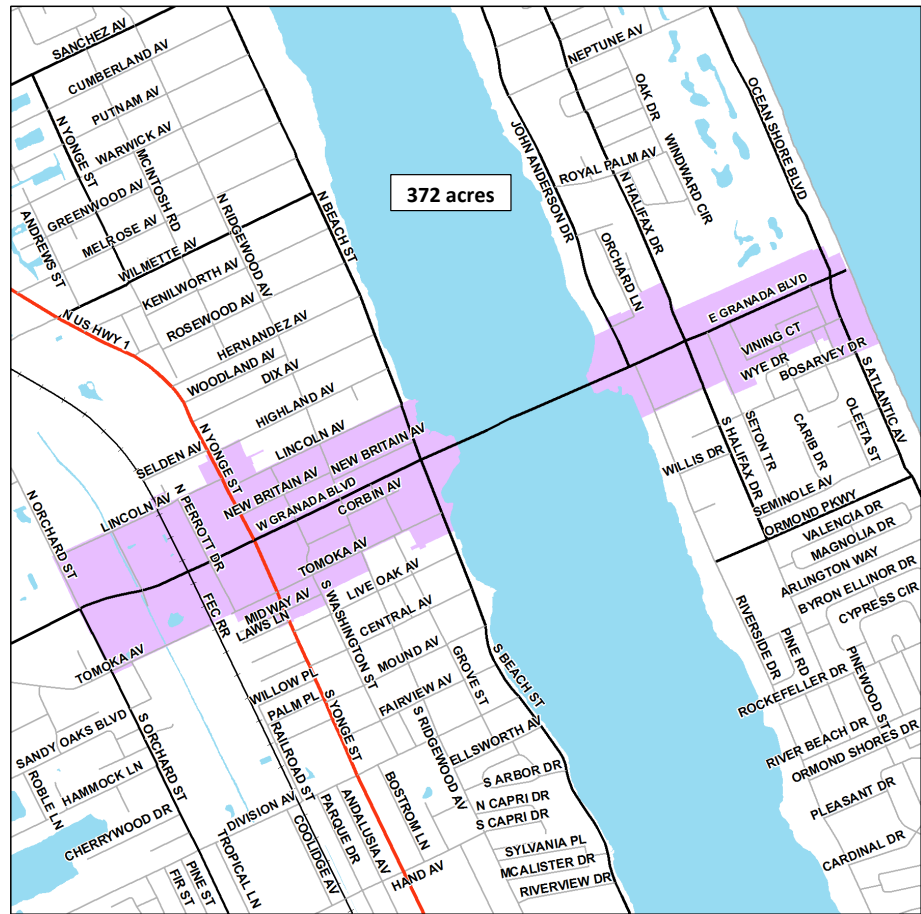 SANCHEZ AV
CUMBERLAND AV
PUTNAM AV
WARWICK AV
N YONGE ST
MCINTOSH RD
GREENWOOD AV
MELROSE AV
ANDREWS ST
WILMETTE AV
N RIDGEWOOD AV
N BEACH ST
KENILWORTH AV
ROSEWOOD AV
N US HWY 1
HERNANDEZ AV
WOODLAND AV
DIX AV
HIGHLAND AV
N YONGE ST
LINCOLN AV
SELDEN AV
NEW BRITAIN AV
NEW BRITAIN AV
W GRANADA BLVD
CORBIN AV
LINCOLN AV
N PERROTT DR
N ORCHARD ST
TOMOKA AV
FEC RR
MIDWAY AV
LAWS LN
LIVE OAK AV
S WASHINGTON ST
CENTRAL AV
TOMOKA AV
MOUND AV
GROVE ST
S BEACH ST
WILLOW PL
PALM PL
FAIRVIEW AV
S YONGE ST
S RIDGEWOOD AV
ELLSWORTH AV
SANDY OAKS BLVD
S ORCHARD ST
RAILROAD ST
ROBLE LN
HAMMOCK LN
S ARBOR DR
N CAPRI DR
S CAPRI DR
DIVISION AV
CHERRYWOOD DR
BOSTROM LN
ANDALUSIA AV
PARQUE DR
COOLIDGE AV
TROPICAL LN
PINE ST
FIR ST
HAND AV
SYLVANIA PL
MCALISTER DR
RIVERVIEW DR
372 acres
NEPTUNE AV
OAK DR
OCEAN SHORE BLVD
JOHN ANDERSON DR
ROYAL PALM AV
WINDWARD CIR
N HALIFAX DR
ORCHARD LN
E GRANADA BLVD
VINING CT
WYE DR
BOSARVEY DR
S ATLANTIC AV
OLEETA ST
CARIB DR
SETON TR
S HALIFAX DR
WILLIS DR
SEMINOLE AV
ORMOND PKWY
VALENCIA DR
MAGNOLIA DR
ARLINGTON WAY
BYRON ELLINOR DR
CYPRESS CIR
RIVERSIDE DR
PINE RD
PINEWOOD ST
ROCKEFELLER DR
RIVER BEACH DR
ORMOND SHORES DR
PLEASANT DR
CARDINAL DR